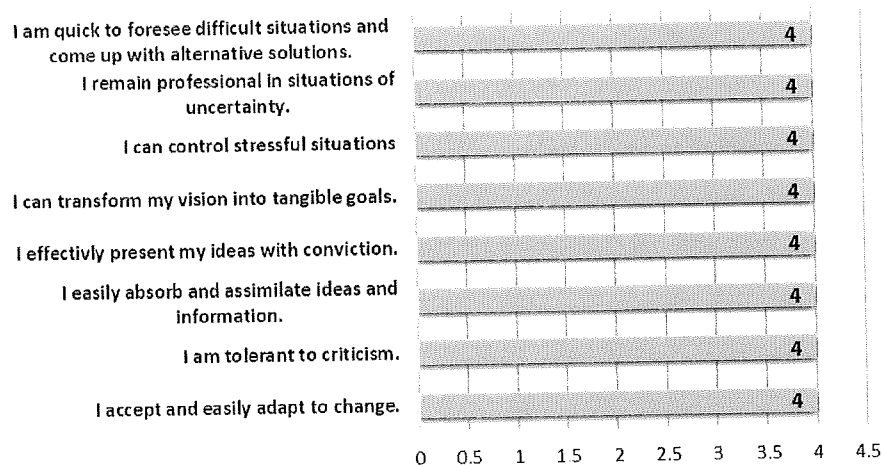 I am quick to foresee difficult situations and
come up with alternative solutions.
4
I remain professional in situations of
uncertainty.
4
I can control stressful situations
4
I can transform my vision into tangible goals.
4
I effectivly present my ideas with conviction.
4
I easily absorb and assimilate ideas and
information.
4
I am tolerant to criticism.
4
I accept and easily adapt to change.
4
0 0.5 1 1.5 2 2.5 3 3.5 4 4.5